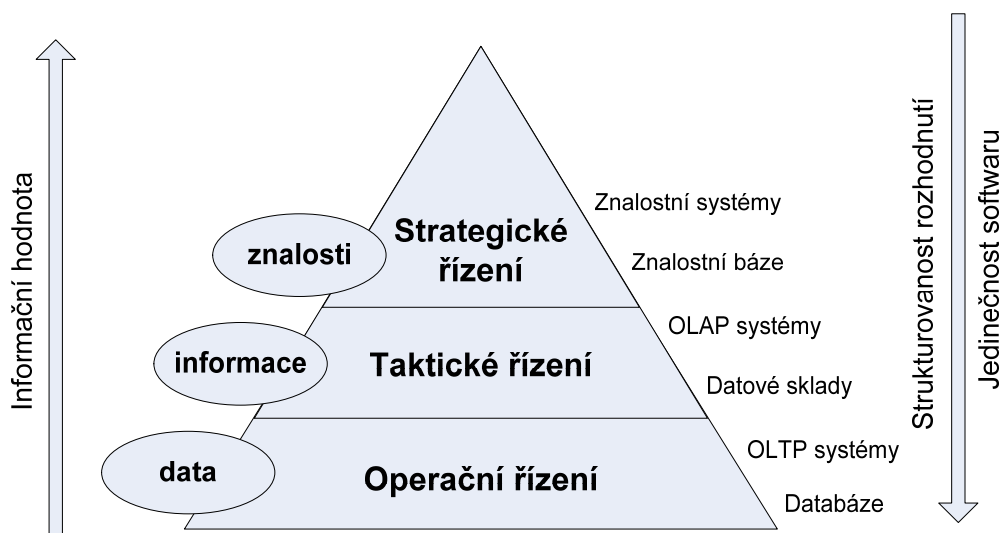 Informační hodnota
znalosti
Strategické
řízení
Znalostní systémy
Znalostní báze
informace
Taktické řízení
OLAP systémy
Datové sklady
data
Operační řízení
OLTP systémy
Databáze
Strukturovanost rozhodnutí
Jedinečnost softwaru